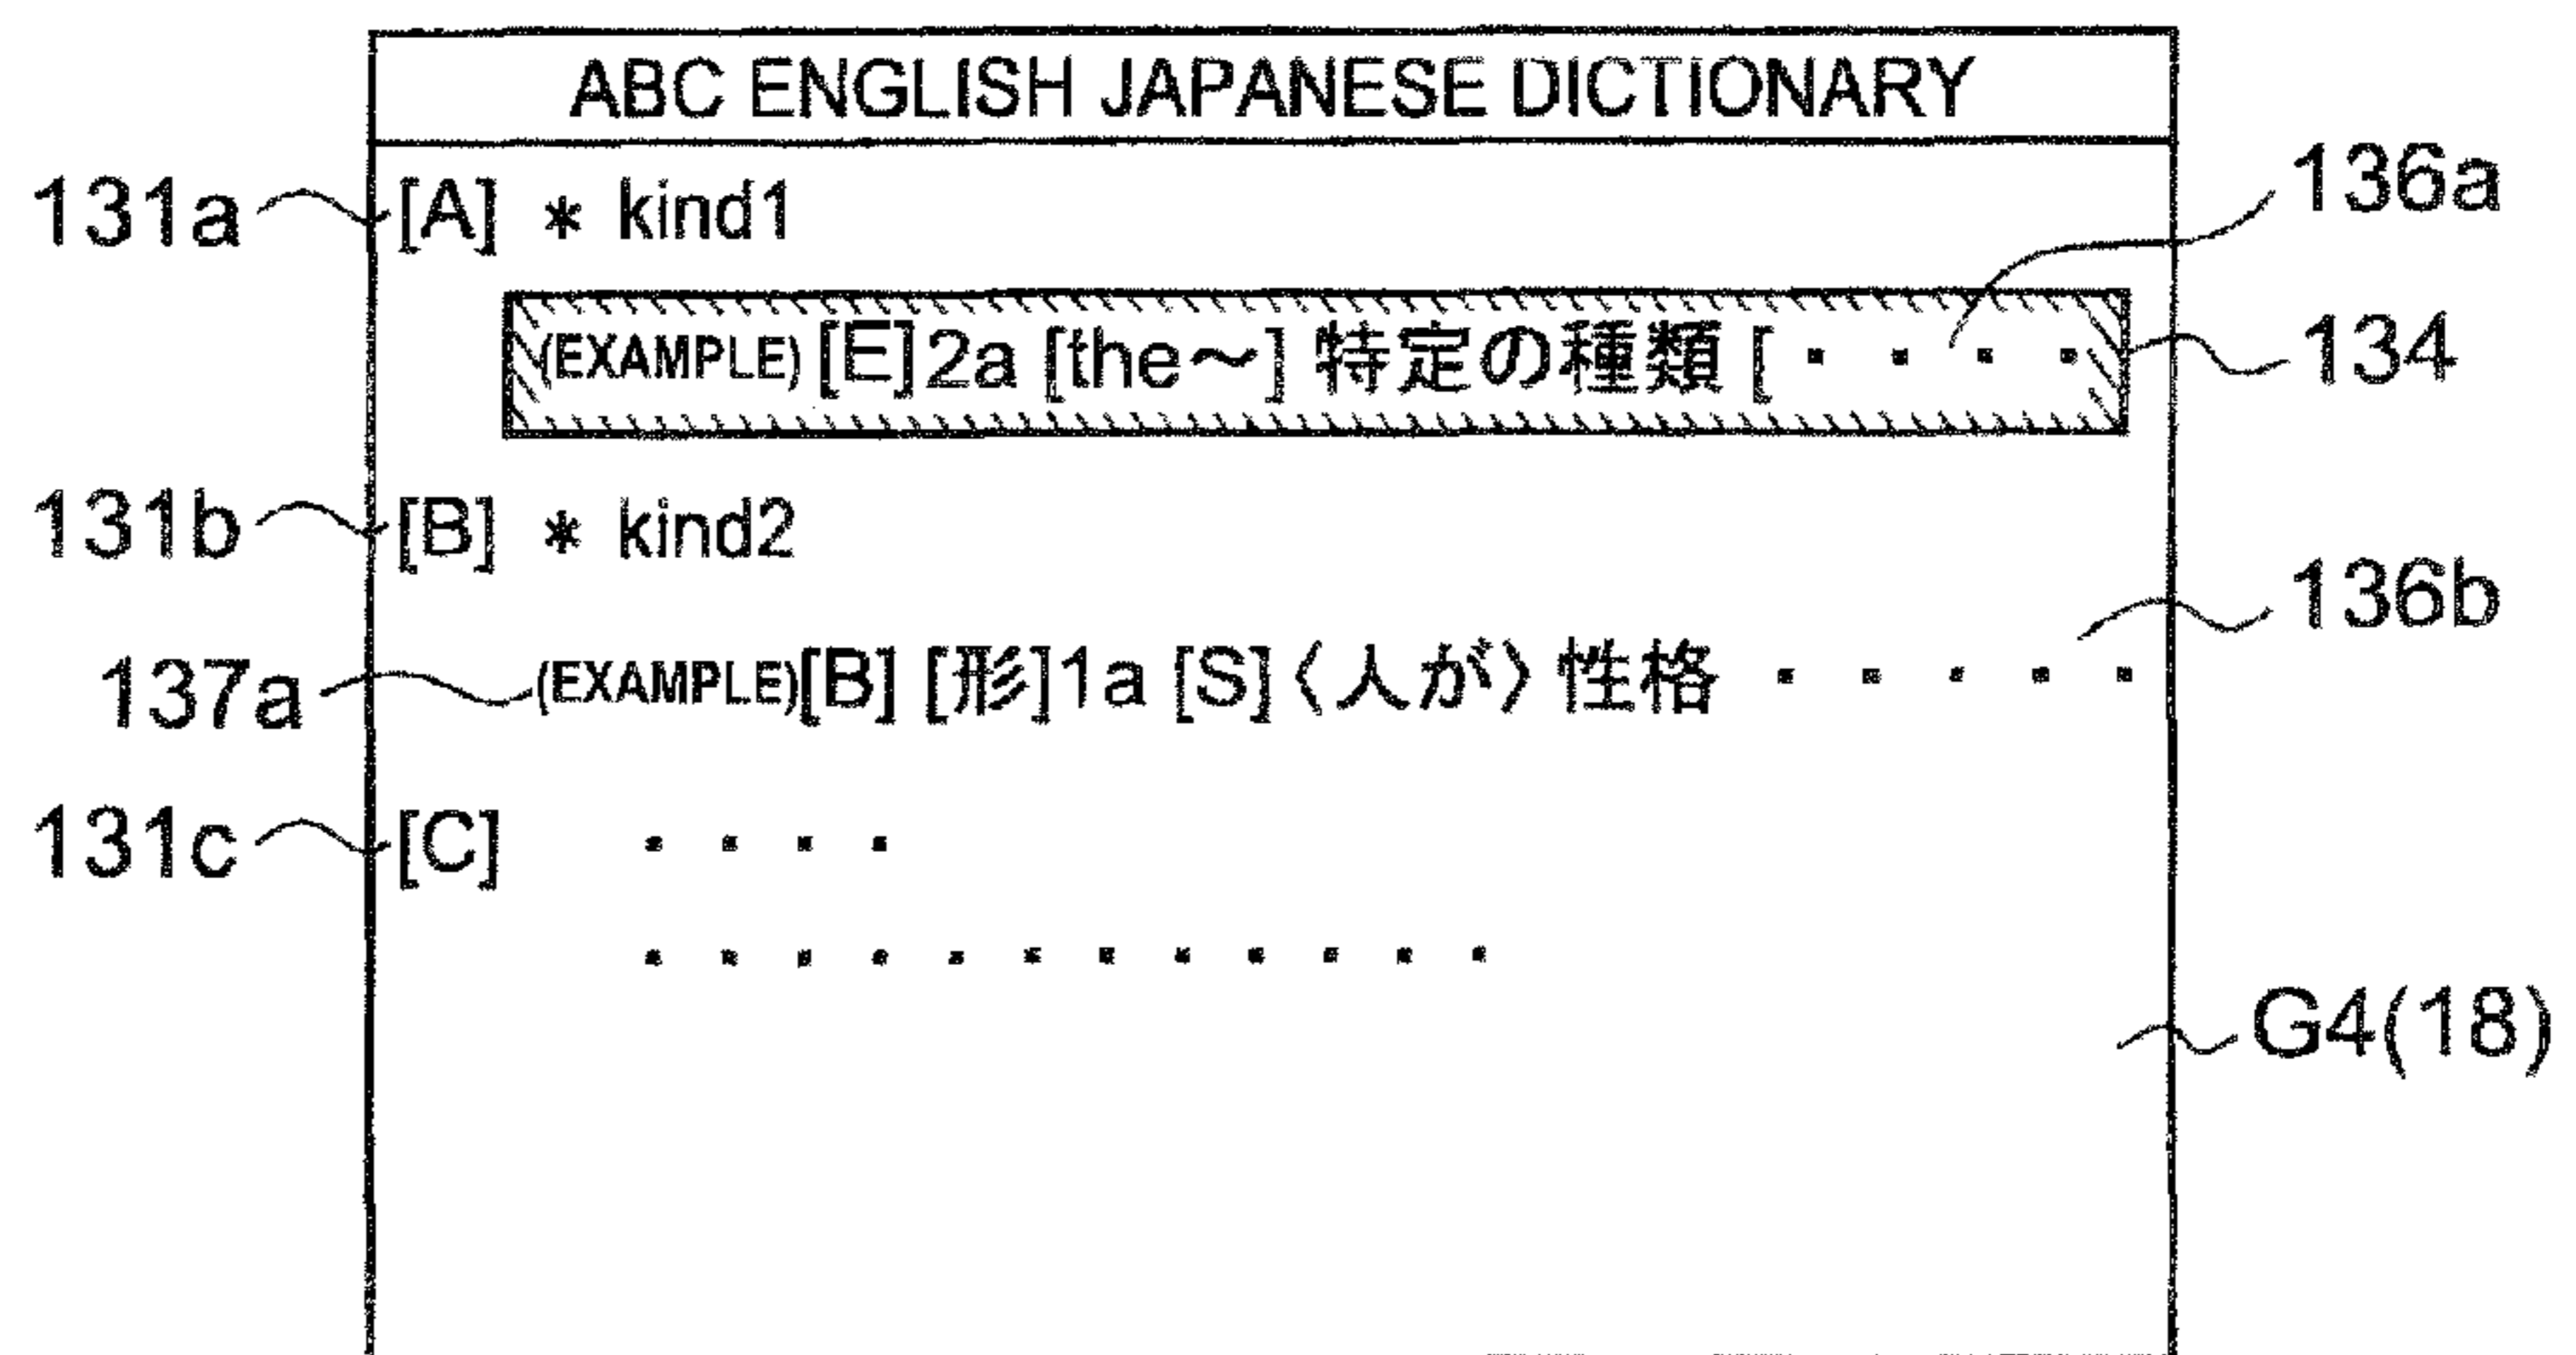 ABC ENGLISH JAPANESE DICTIONARY
131a [A] * kind1 136a
(EXAMPLE) [E]2a [the~] 特定の種類 [ ・ ・ ・ ・ 134
131b [B] * kind2
136b
137a (EXAMPLE)[B] [形]1a [S]〈人が〉性格 ・ ・ ・ ・ ・
131c [C] ・ ・ ・ ・
・ ・ ・ ・ ・ ・ ・ ・ ・ ・ ・ ・
G4(18)